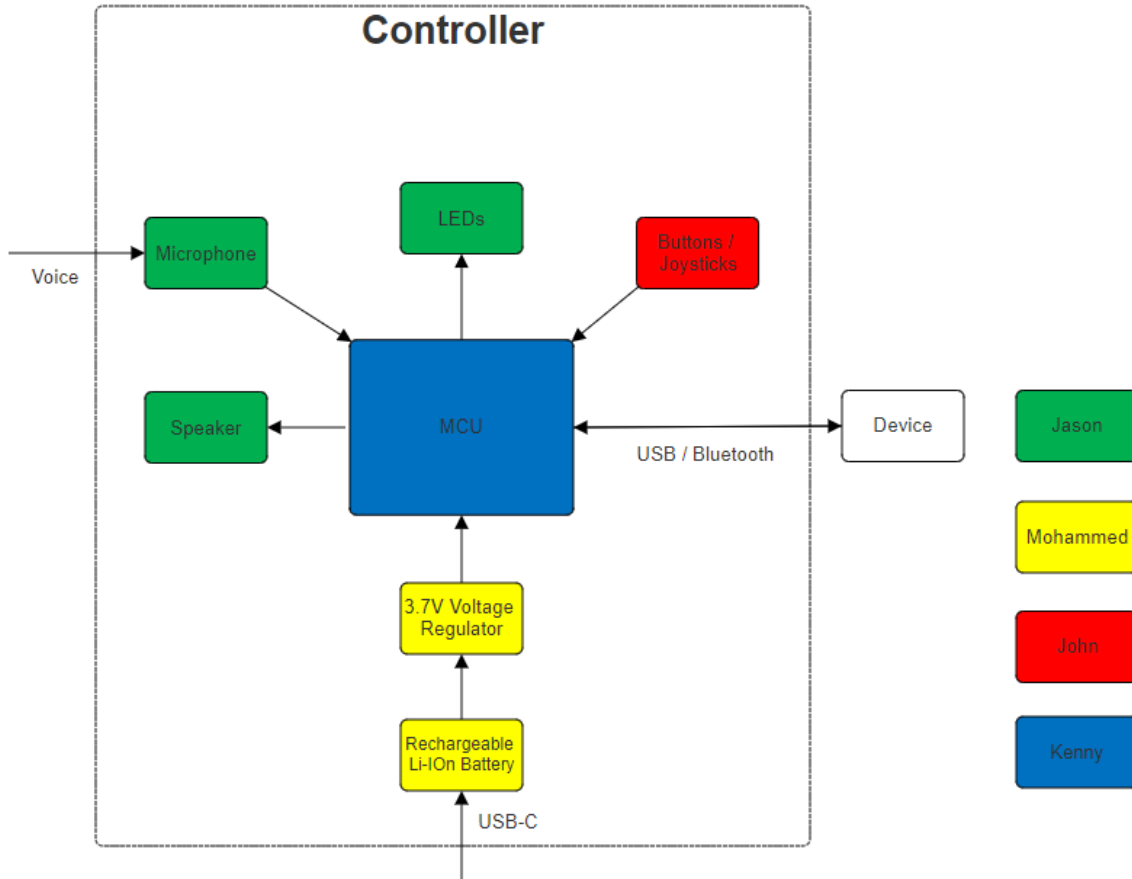 Controller
LEDs
Microphone
Buttons /
Joysticks
Voice
Speaker
MCU
Device
Jason
USB / Bluetooth
Mohammed
3.7V Voltage
Regulator
John
Rechargeable
Li-IOn Battery
Kenny
USB-C